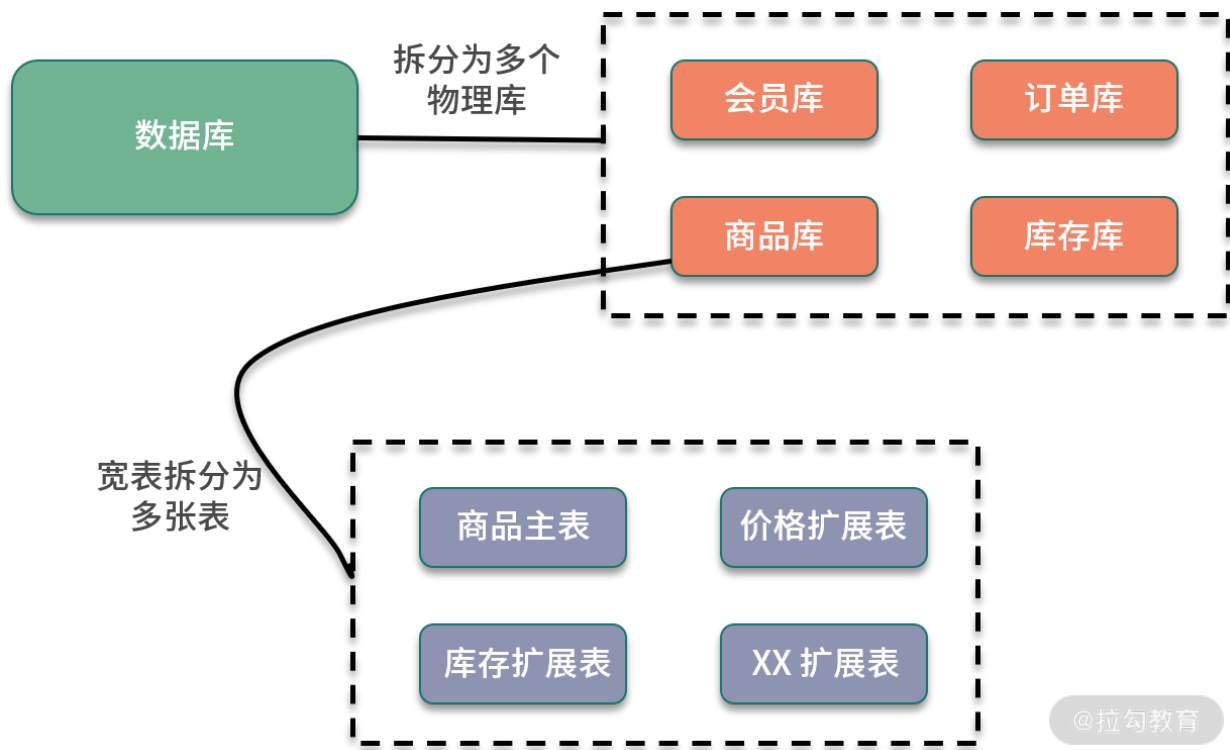 拆分为多个
物理库
数据库
会员库
订单库
商品库
库存库
宽表拆分为
多张表
商品主表
价格扩展表
库存扩展表
XX 扩展表
@拉勾教育